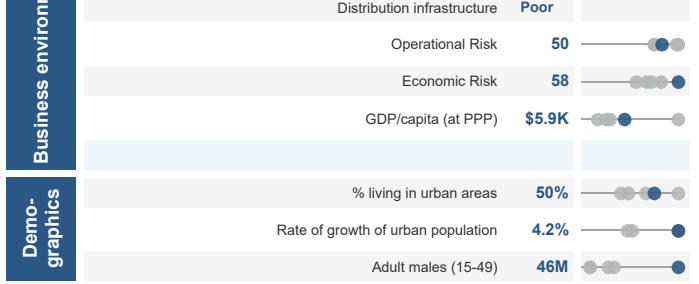 Business environ
Distribution infrastructure Poor
Operational Risk 50
Economic Risk 58
GDP/capita (at PPP) $5.9K
Demo-
graphics
% living in urban areas 50%
Rate of growth of urban population 4.2%
Adult males (15-49) 46M